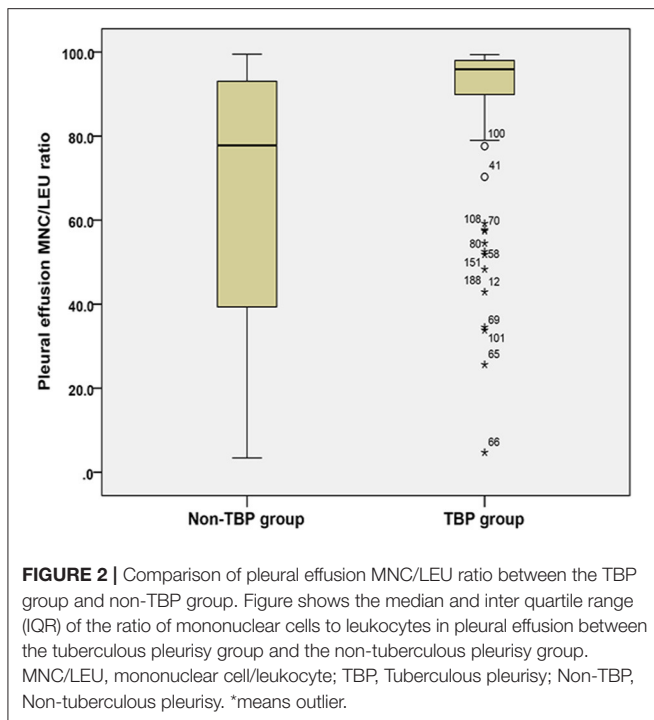 100.0
80.0
60.0
40.0
20.0
.0
Pleural effusion MNC/LEU ratio
100
41
108 70
80
58
151
188 12
69
101
65
66
Non-TBP group TBP group
FIGURE 2 | Comparison of pleural effusion MNC/LEU ratio between the TBP
group and non-TBP group. Figure shows the median and inter quartile range
(IQR) of the ratio of mononuclear cells to leukocytes in pleural effusion between
the tuberculous pleurisy group and the non-tuberculous pleurisy group.
MNC/LEU, mononuclear cell/leukocyte; TBP, Tuberculous pleurisy; Non-TBP,
Non-tuberculous pleurisy. *means outlier.